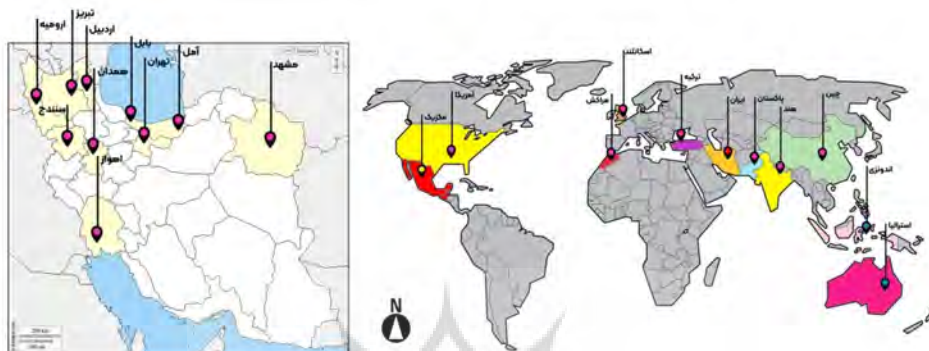 تبریز
ارومیه
اردبیل
بابل
آمل
مشهد
همدان
تهران
سنندج
اهواز
اسکاتلند
ترکیه
چین
آمریکا
مراکش
ایران
پاکستان
هند
مکزیک
اندونزی
استرالیا
N